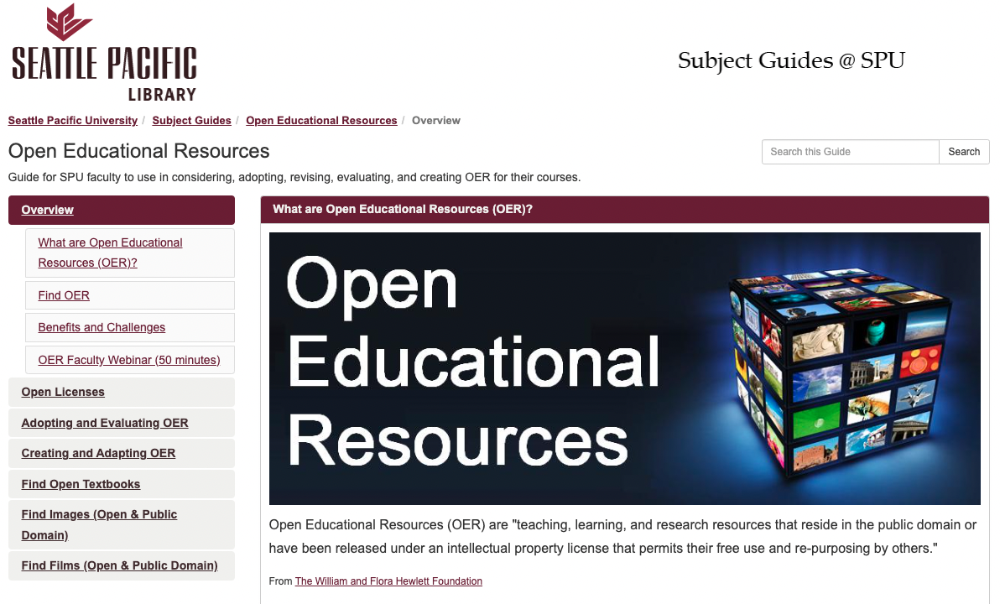 SEATTLE PACIFIC
LIBRARY
Subject Guides @ SPU
Seattle Pacific University / Subject Guides / Open Educational Resources / Overview
Open Educational Resources
Search this Guide
Search
Guide for SPU faculty to use in considering, adopting, revising, evaluating, and creating OER for their courses.
Overview
What are Open Educational
Resources (OER)?
Find OER
Benefits and Challenges
OER Faculty Webinar (50 minutes)
Open Licenses
Adopting and Evaluating OER
Creating and Adapting OER
Find Open Textbooks
Find Images (Open & Public
Domain)
Find Films (Open & Public Domain)
What are Open Educational Resources (OER)?
Open
Educational
Resources
Open Educational Resources (OER) are "teaching, learning, and research resources that reside in the public domain or
have been released under an intellectual property license that permits their free use and re-purposing by others."
From The William and Flora Hewlett Foundation